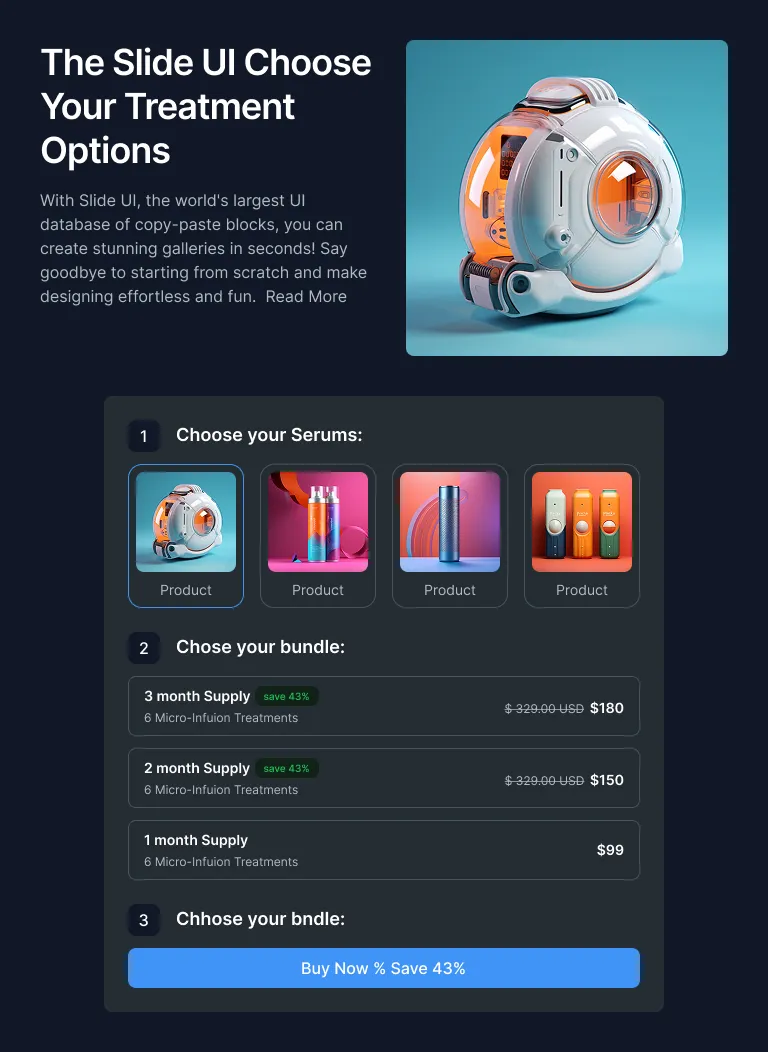 The Slide UI Choose
Your Treatment
Options
With Slide UI, the world's largest UI
database of copy-paste blocks, you can
create stunning galleries in seconds! Say
goodbye to starting from scratch and make
designing effortless and fun.  Read More
1 Choose your Serums:
Product Product Product Product
2 Chose your bundle:
3 month Supply save 43%
6 Micro-Infuion Treatments
$ 329.00 USD $180
2 month Supply save 43%
6 Micro-Infuion Treatments
$ 329.00 USD $150
1 month Supply
6 Micro-Infuion Treatments
$99
3 Chhose your bndle:
Buy Now % Save 43%